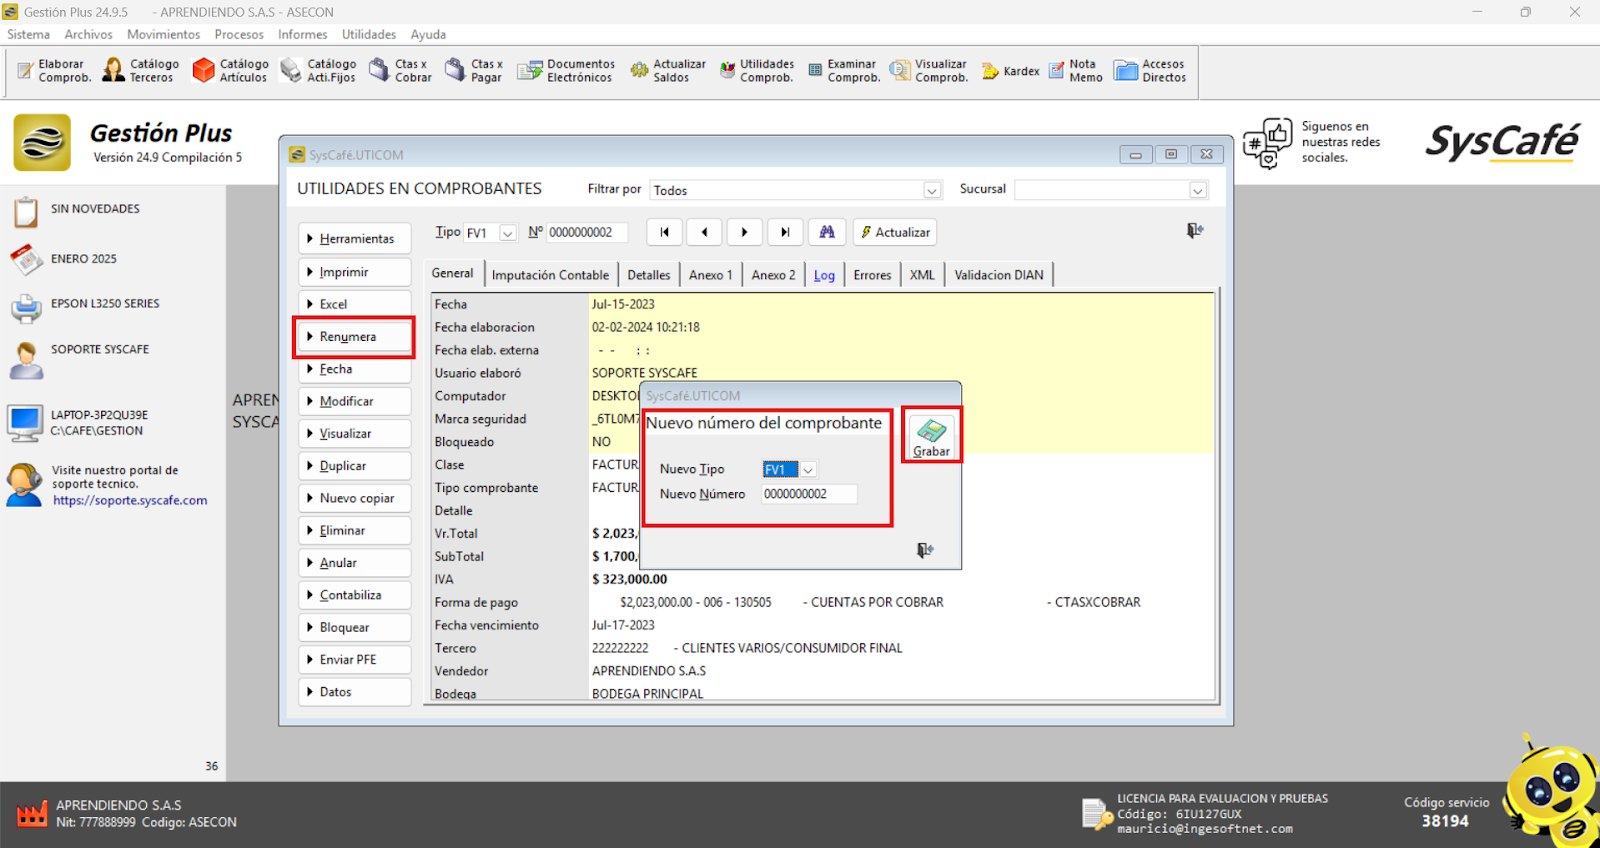 Gestión Plus 24.9.5 - APRENDIENDO S.A.S - ASECON
Sistema Archivos Movimientos Procesos Informes Utilidades Ayuda
Elaborar Comprob.
Catálogo Terceros
Catálogo Artículos
Catálogo Acti.Fijos
Ctas x Cobrar
Ctas x Pagar
Documentos Electrónicos
Actualizar Saldos
Utilidades Comprob.
Examinar Comprob.
Visualizar Comprob.
Kardex
Nota Memo
Accesos Directos
Gestión Plus
Versión 24.9 Compilación 5
Siguenos en
nuestras redes
sociales.
SysCafé
SIN NOVEDADES
ENERO 2025
EPSON L3250 SERIES
SOPORTE SYSCAFE
LAPTOP-3P2QU39E
C:\CAFE\GESTION
Visite nuestro portal de
soporte tecnico.
https://soporte.syscafe.com
36
APREN
SYSCA
SysCafé.UTICOM
UTILIDADES EN COMPROBANTES Filtrar por Todos Sucursal
Tipo FV1 Nº 0000000002 Actualizar
Herramientas
Imprimir
Excel
Renumera
Fecha
Modificar
Visualizar
Duplicar
Nuevo copiar
Eliminar
Anular
Contabiliza
Bloquear
Enviar PFE
Datos
General Imputación Contable Detalles Anexo 1 Anexo 2 Log Errores XML Validacion DIAN
Fecha Jul-15-2023
Fecha elaboracion 02-02-2024 10:21:18
Fecha elab. externa - - : :
Usuario elaboró SOPORTE SYSCAFE
Computador DESKTO
Marca seguridad _6TL0M7
Bloqueado NO
Clase FACTUR
Tipo comprobante FACTUR
Detalle
Vr.Total $ 2,023,
SubTotal $ 1,700,
IVA $ 323,000.00
Forma de pago $2,023,000.00 - 006 - 130505 - CUENTAS POR COBRAR - CTASXCOBRAR
Fecha vencimiento Jul-17-2023
Tercero 222222222 - CLIENTES VARIOS/CONSUMIDOR FINAL
Vendedor APRENDIENDO S.A.S
Bodega BODEGA PRINCIPAL
SysCafé.UTICOM
Nuevo número del comprobante
Nuevo Tipo FV1
Nuevo Número 0000000002
Grabar
APRENDIENDO S.A.S
Nit: 777888999 Codigo: ASECON
LICENCIA PARA EVALUACION Y PRUEBAS
Código: 6IU127GUX
mauricio@ingesoftnet.com
Código servicio
38194